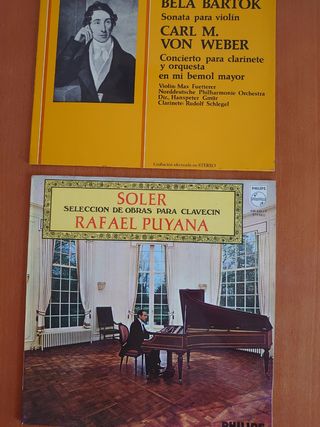 BÉLA BARTÓK
Sonata para violín
CARL M.
VON WEBER
Concierto para clarinete
y orquesta
en mi bemol mayor
Violín: Max Fuetterer
Norddeutsche Philharmonie Orchestra
Dir.: Hanspeter Gmür
Clarinete: Rudolf Schlegel
Grabación efectuada en STEREO
SOLER
SELECCION DE OBRAS PARA CLAVECIN
RAFAEL PUYANA
PHILIPS
PHILIPS